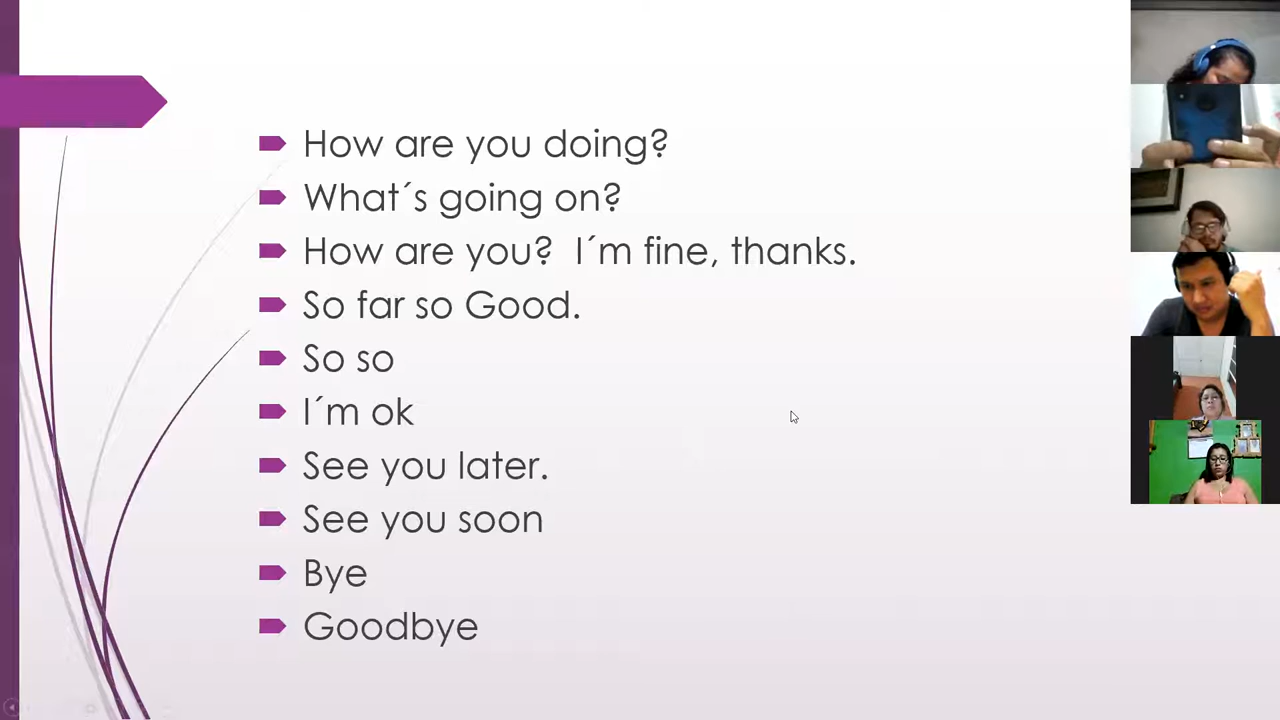 How are you doing?
What´s going on?
How are you?  I´m fine, thanks.
So far so Good.
So so
I´m ok
See you later.
See you soon
Bye
Goodbye